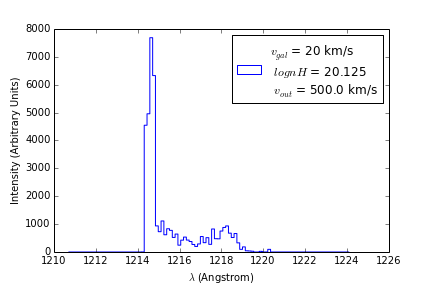 8000
7000
6000
5000
4000
3000
2000
1000
0
Intensity (Arbitrary Units)
v_gal = 20 km/s
lognH = 20.125
v_out = 500.0 km/s
1210 1212 1214 1216 1218 1220 1222 1224 1226
λ (Angstrom)